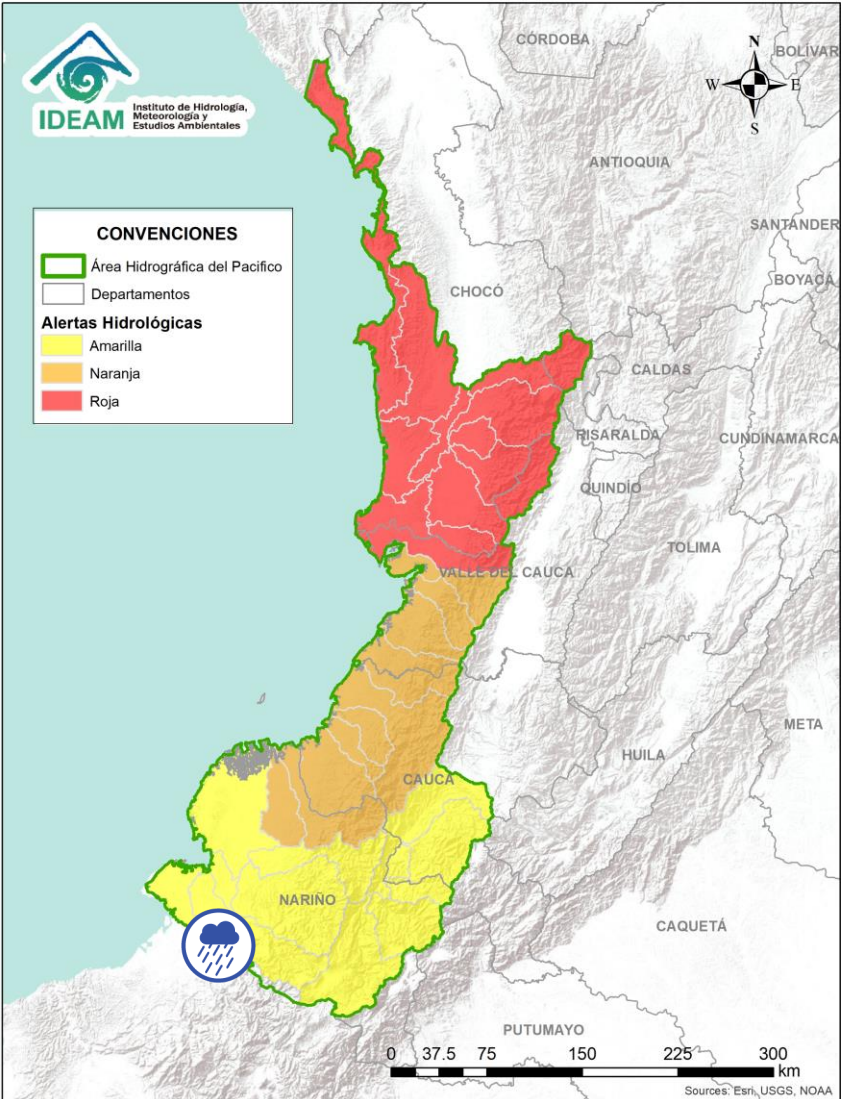 IDEAM
Instituto de Hidrología,
Meteorología y
Estudios Ambientales
N
W
E
S
CÓRDOBA
BOLÍVAR
ANTIOQUIA
SANTANDER
BOYACÁ
CONVENCIONES
Área Hidrográfica del Pacifico
Departamentos
Alertas Hidrológicas
Amarilla
Naranja
Roja
CHOCÓ
CALDAS
RISARALDA
CUNDINAMARCA
QUINDÍO
TOLIMA
VALLE DEL CAUCA
META
HUILA
CAUCA
NARIÑO
CAQUETÁ
PUTUMAYO
0 37.5 75 150 225 300
km
Sources: Esri, USGS, NOAA